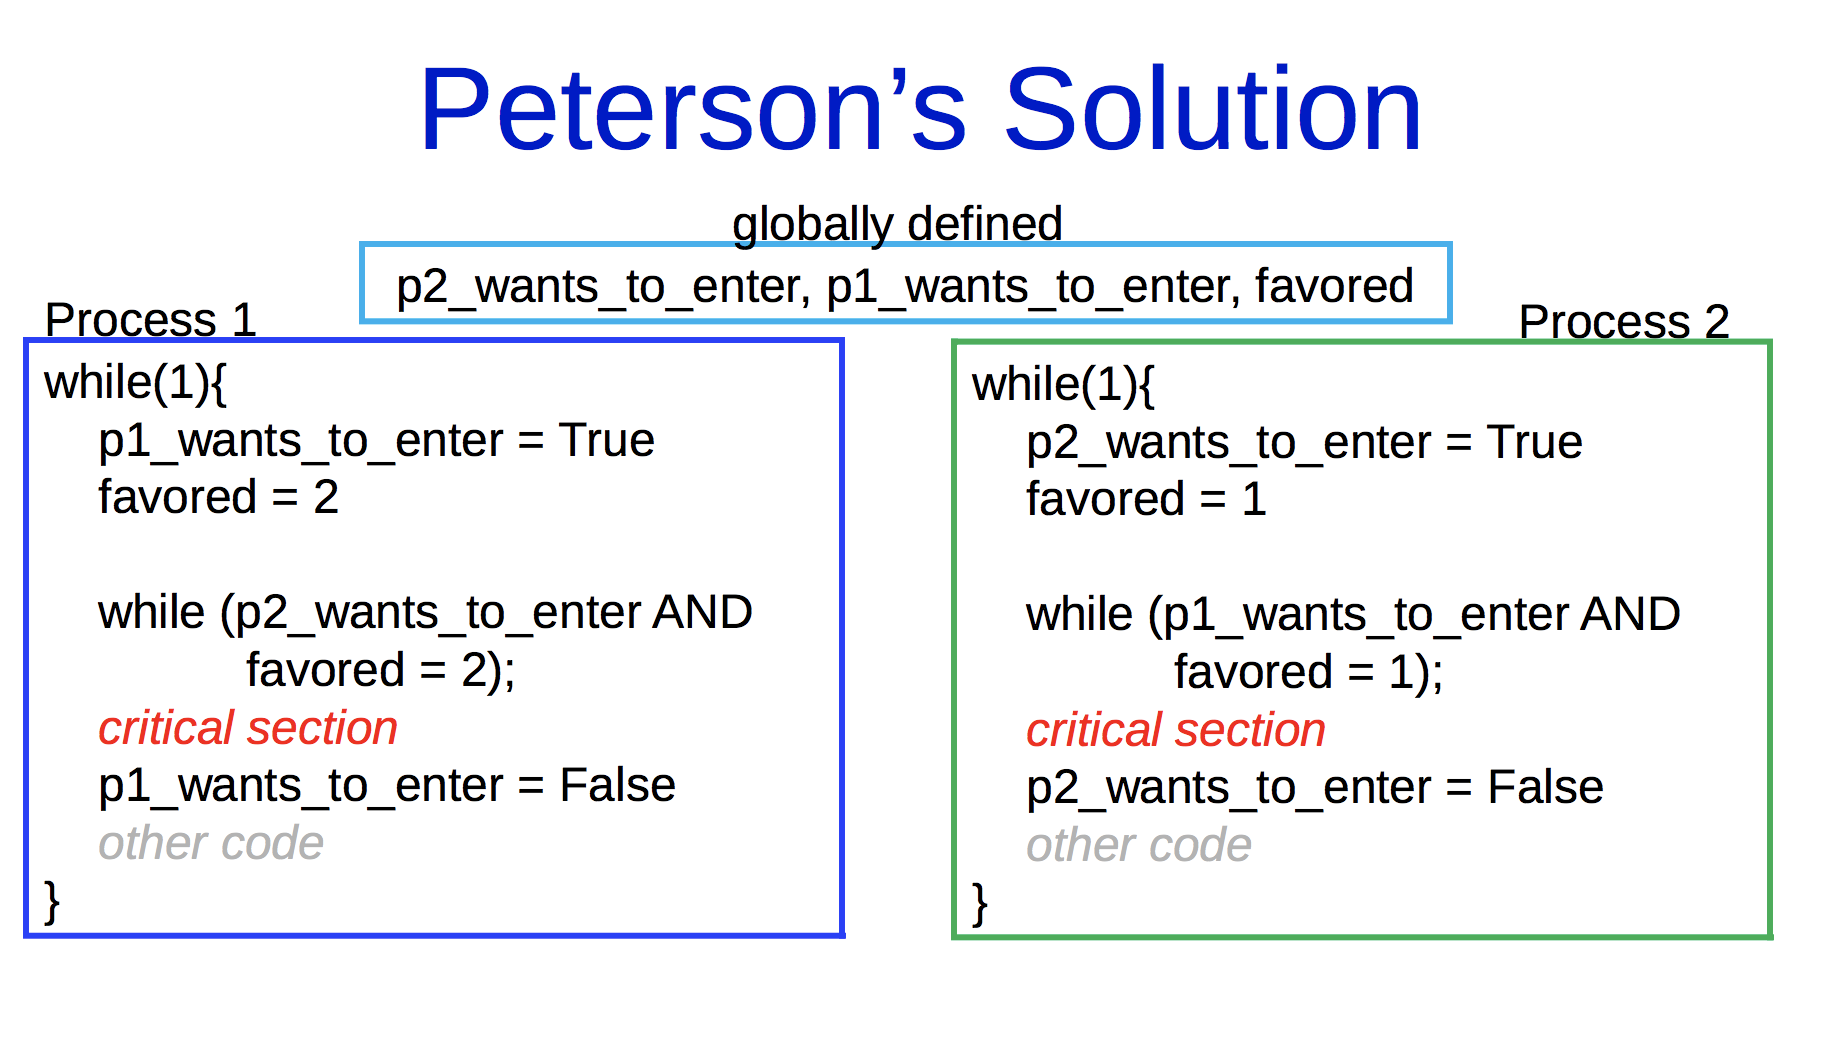 Peterson’s Solution
globally defined
p2_wants_to_enter, p1_wants_to_enter, favored
Process 1
while(1){
p1_wants_to_enter = True
favored = 2
while (p2_wants_to_enter AND
favored = 2);
critical section
p1_wants_to_enter = False
other code
}
Process 2
while(1){
p2_wants_to_enter = True
favored = 1
while (p1_wants_to_enter AND
favored = 1);
critical section
p2_wants_to_enter = False
other code
}